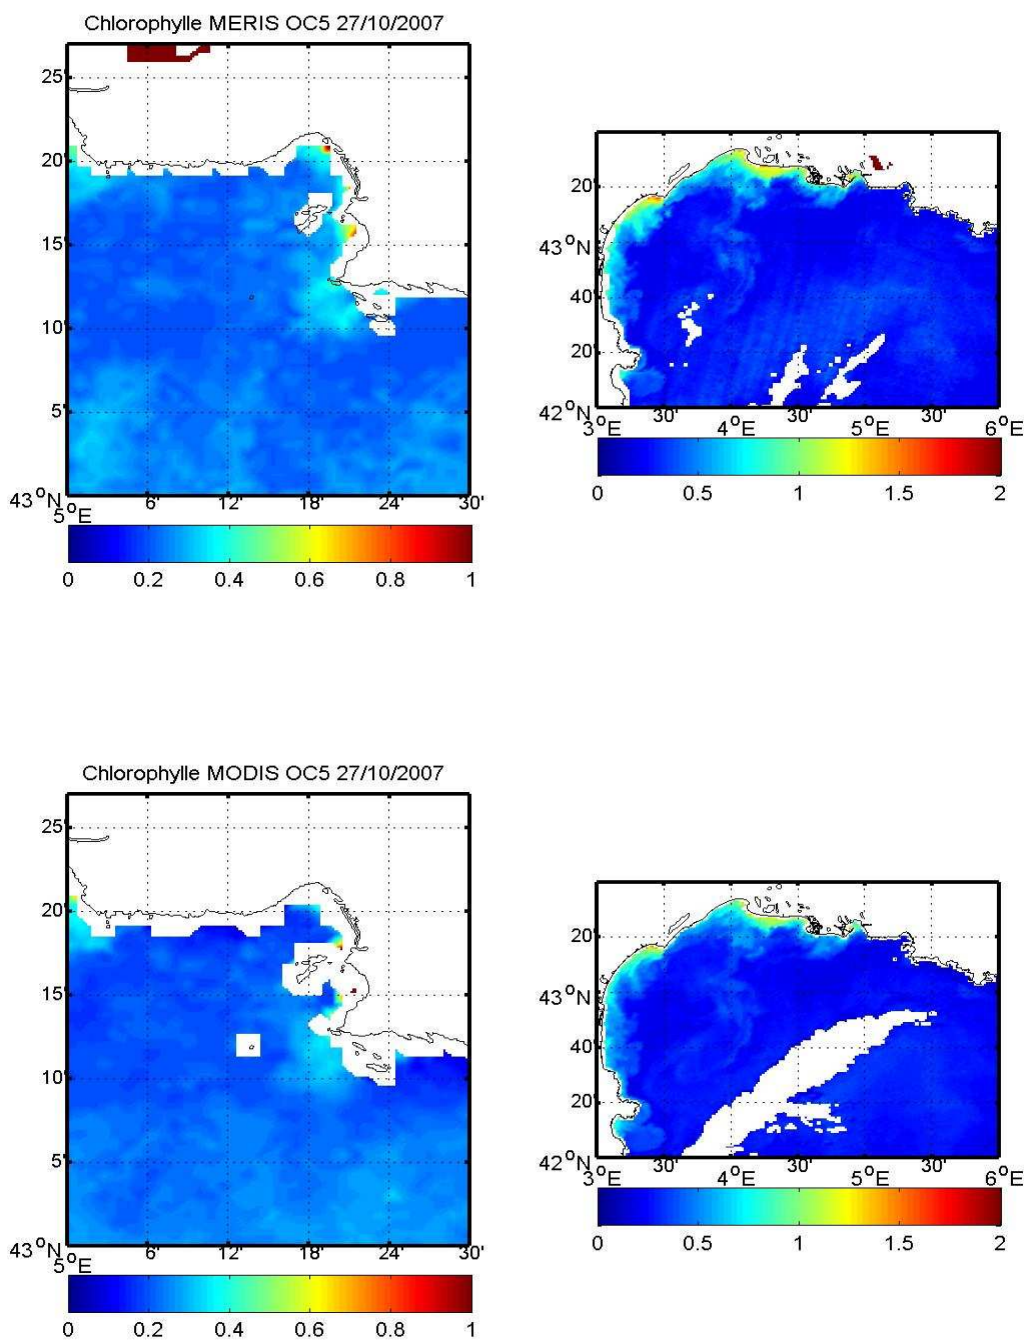 Chlorophylle MERIS OC5 27/10/2007
25'
20'
15'
10'
5'
43°N
5°E
6'
12'
18'
24'
30'
0 0.2 0.4 0.6 0.8 1
20'
43°N
40'
20'
42°N
3°E 30' 4°E 30' 5°E 30' 6°E
0 0.5 1 1.5 2
Chlorophylle MODIS OC5 27/10/2007
25'
20'
15'
10'
5'
43°N
5°E
6'
12'
18'
24'
30'
0 0.2 0.4 0.6 0.8 1
20'
43°N
40'
20'
42°N
3°E 30' 4°E 30' 5°E 30' 6°E
0 0.5 1 1.5 2